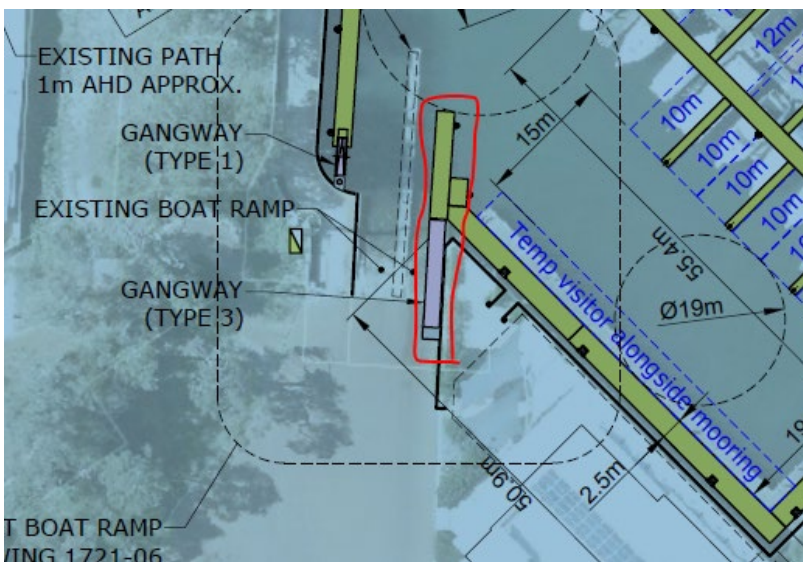 EXISTING PATH
1m AHD APPROX.
GANGWAY
(TYPE 1)
EXISTING BOAT RAMP
GANGWAY
(TYPE 3)
T BOAT RAMP
WING 1721-06
12m
10m
10m
10m
10m
10m
15m
55.4m
Ø19m
Temp visitor alongside mooring
2.5m
50.9m